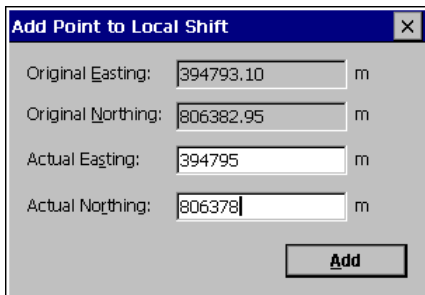 Add Point to Local Shift
Original Easting: 394793.10 m
Original Northing: 806382.95 m
Actual Easting: 394795 m
Actual Northing: 806378 m
Add